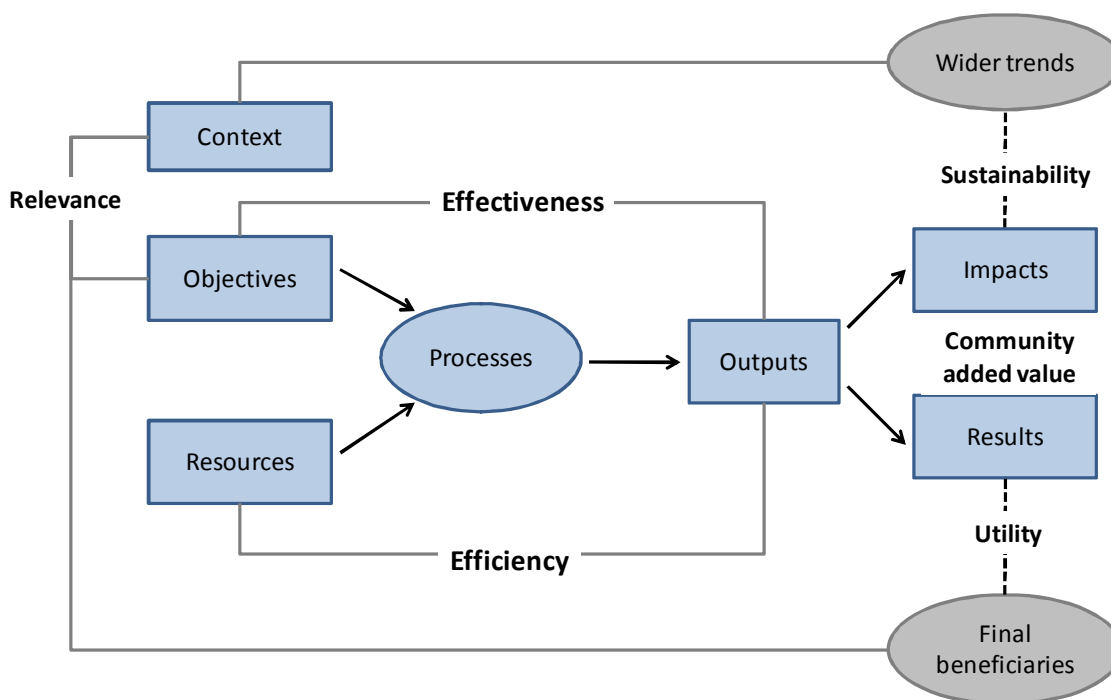 Wider trends
Context
Sustainability
Relevance
Effectiveness
Objectives
Impacts
Processes
Outputs
Community
added value
Resources
Results
Utility
Efficiency
Final
beneficiaries